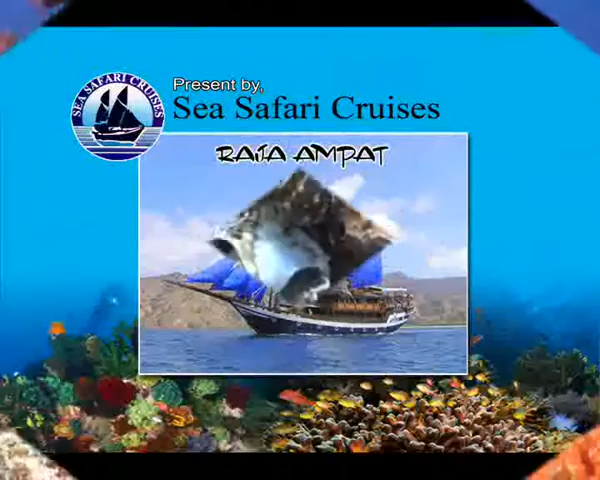 Present by,
Sea Safari Cruises
SEA SAFARI CRUISES
RAJA AMPAT